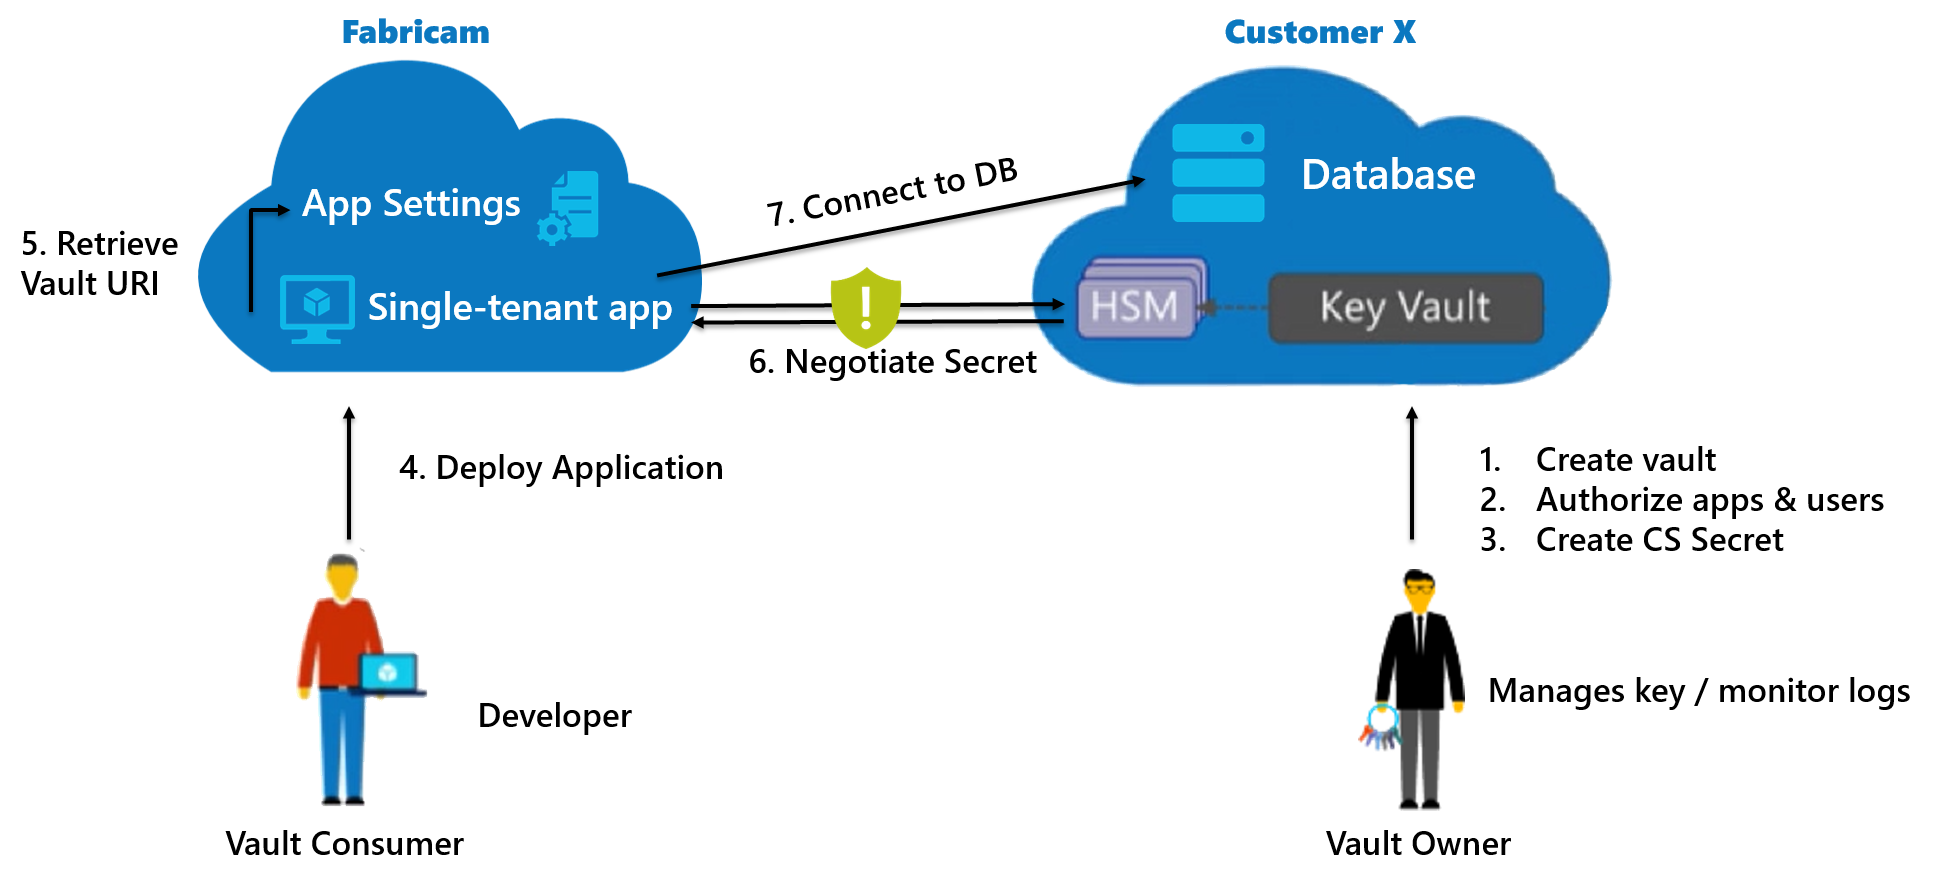 Fabricam
Customer X
App Settings
Single-tenant app
5. Retrieve
Vault URI
7. Connect to DB
6. Negotiate Secret
Database
HSM
Key Vault
4. Deploy Application
1. Create vault
2. Authorize apps & users
3. Create CS Secret
Developer
Manages key / monitor logs
Vault Consumer
Vault Owner